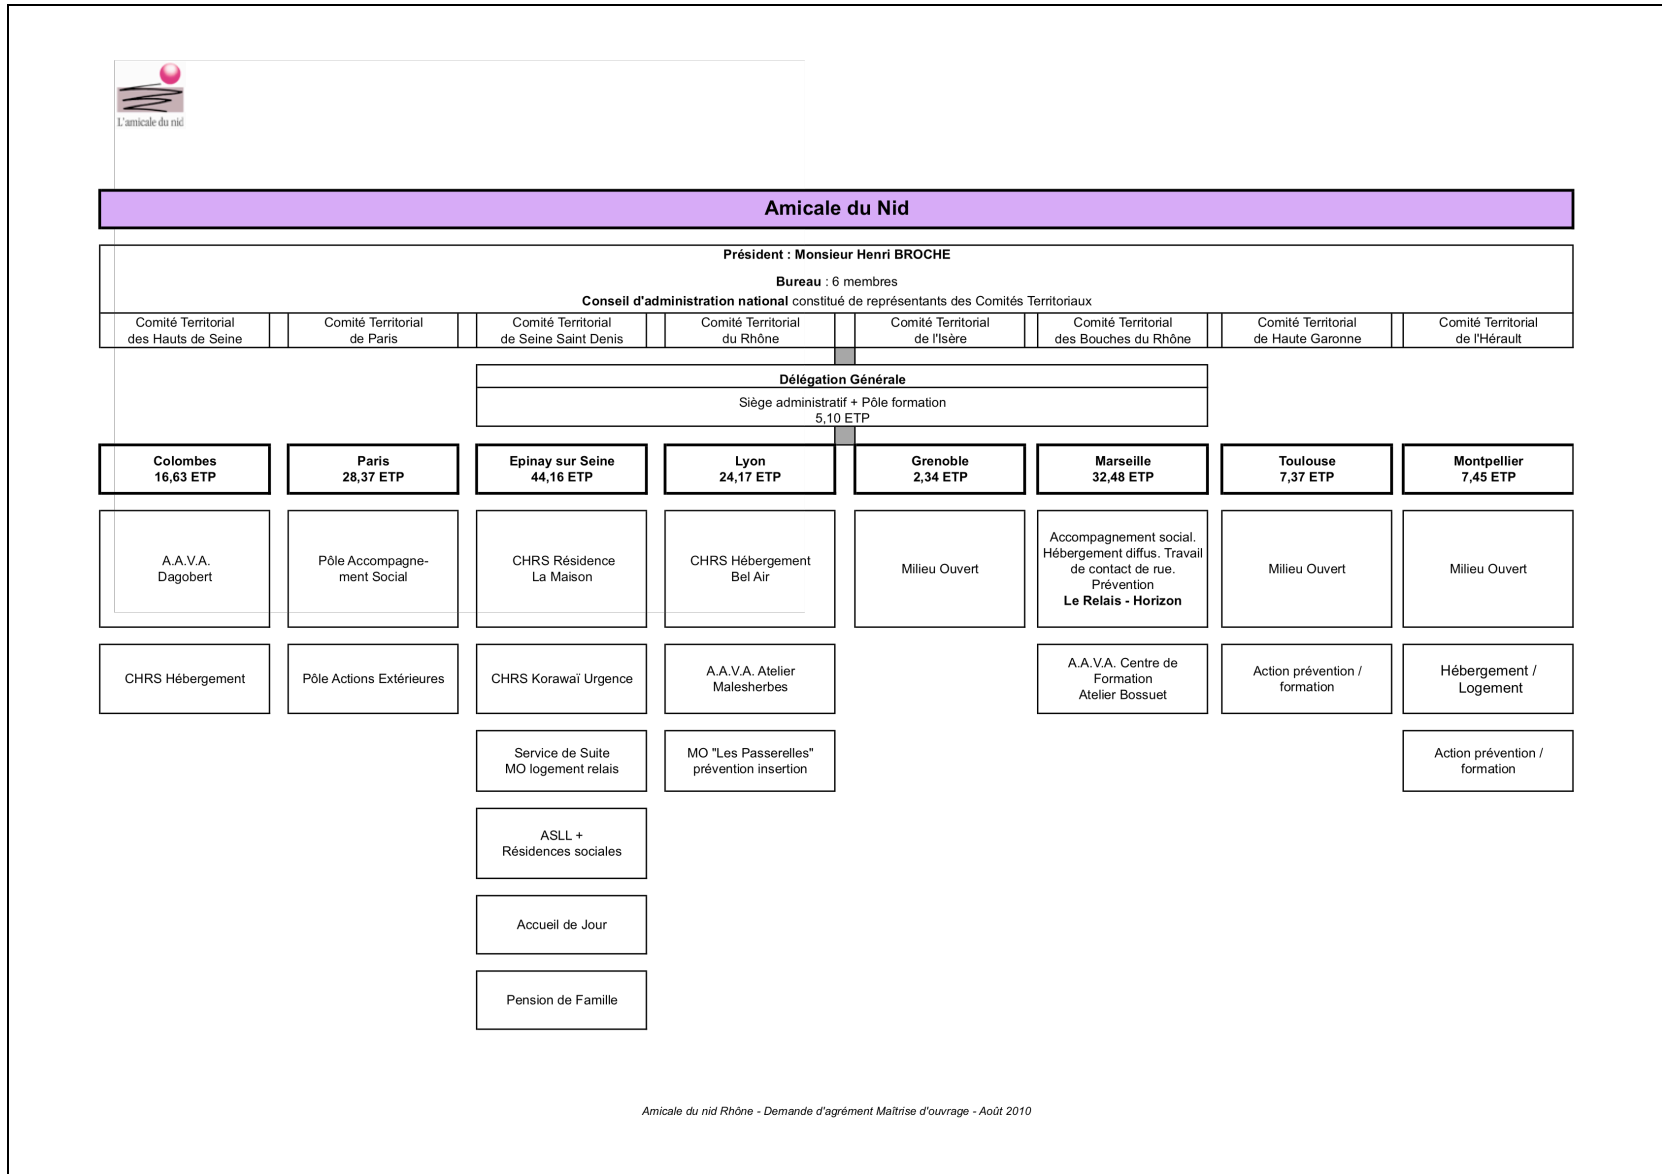 L'amicale du nid
Amicale du Nid
Président : Monsieur Henri BROCHE
Bureau : 6 membres
Conseil d'administration national constitué de représentants des Comités Territoriaux
Comité Territorial
des Hauts de Seine
Comité Territorial
de Paris
Comité Territorial
de Seine Saint Denis
Comité Territorial
du Rhône
Comité Territorial
de l'Isère
Comité Territorial
des Bouches du Rhône
Comité Territorial
de Haute Garonne
Comité Territorial
de l'Hérault
Délégation Générale
Siège administratif + Pôle formation
5,10 ETP
Colombes
16,63 ETP
Paris
28,37 ETP
Epinay sur Seine
44,16 ETP
Lyon
24,17 ETP
Grenoble
2,34 ETP
Marseille
32,48 ETP
Toulouse
7,37 ETP
Montpellier
7,45 ETP
A.A.V.A.
Dagobert
Pôle Accompagne-
ment Social
CHRS Résidence
La Maison
CHRS Hébergement
Bel Air
Milieu Ouvert
Accompagnement social.
Hébergement diffus. Travail
de contact de rue.
Prévention
Le Relais - Horizon
Milieu Ouvert
Milieu Ouvert
CHRS Hébergement
Pôle Actions Extérieures
CHRS Korawaï Urgence
A.A.V.A. Atelier
Malesherbes
A.A.V.A. Centre de
Formation
Atelier Bossuet
Action prévention /
formation
Hébergement /
Logement
Service de Suite
MO logement relais
MO "Les Passerelles"
prévention insertion
Action prévention /
formation
ASLL +
Résidences sociales
Accueil de Jour
Pension de Famille
Amicale du nid Rhône - Demande d'agrément Maîtrise d'ouvrage - Août 2010